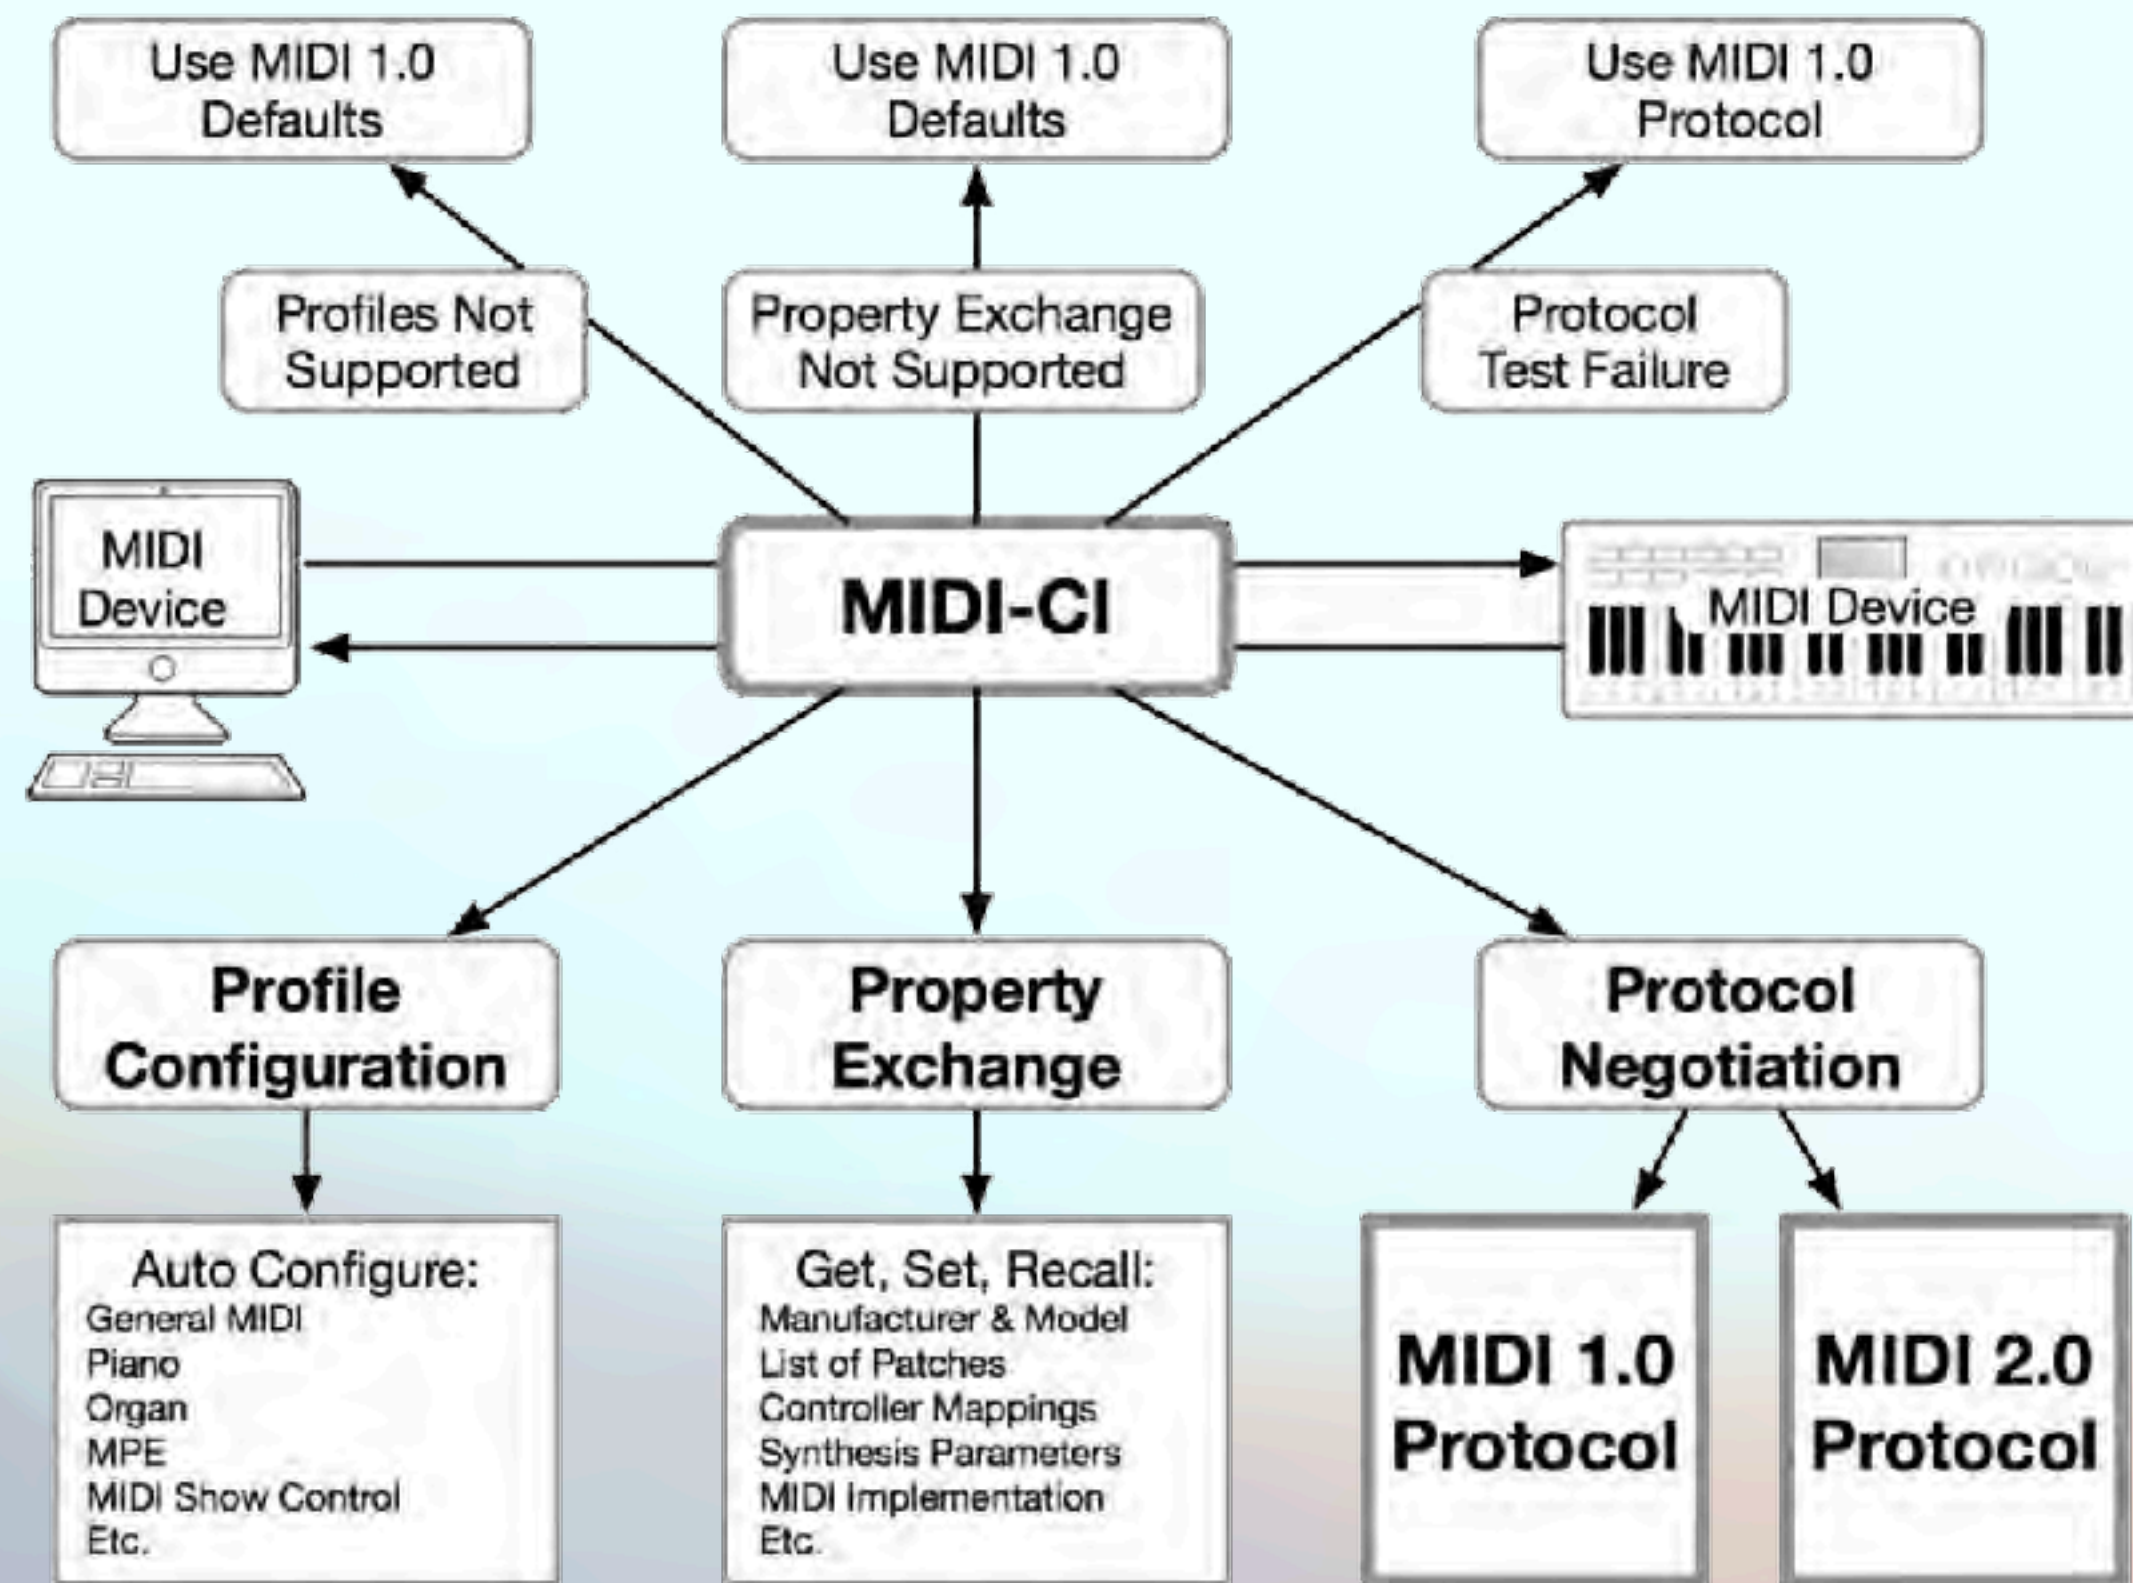 Use MIDI 1.0
Defaults
Use MIDI 1.0
Defaults
Use MIDI 1.0
Protocol
Profiles Not
Supported
Property Exchange
Not Supported
Protocol
Test Failure
MIDI
Device
MIDI-CI
MIDI Device
Profile
Configuration
Property
Exchange
Protocol
Negotiation
Auto Configure:
General MIDI
Piano
Organ
MPE
MIDI Show Control
Etc.
Get, Set, Recall:
Manufacturer & Model
List of Patches
Controller Mappings
Synthesis Parameters
MIDI Implementation
Etc.
MIDI 1.0
Protocol
MIDI 2.0
Protocol